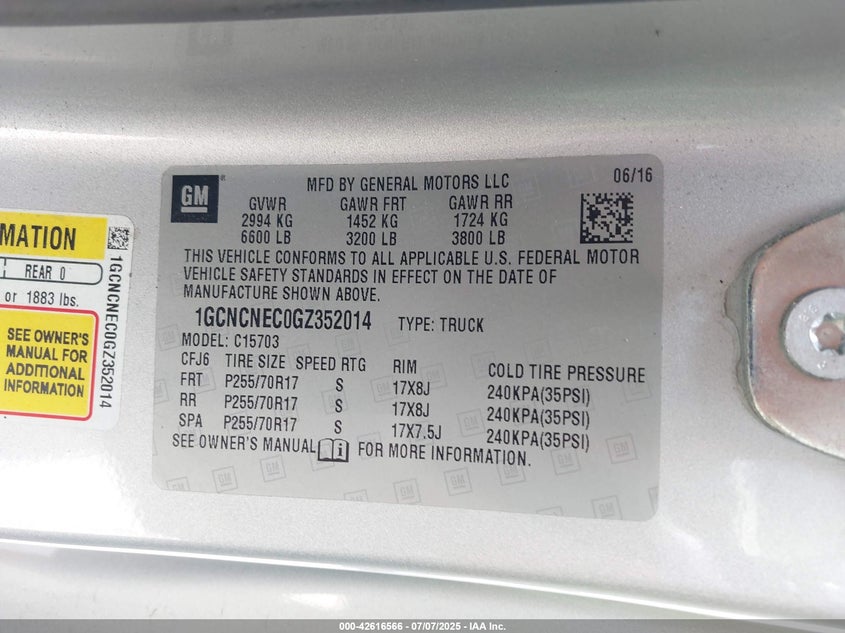 MATION
REAR 0
or 1883 lbs.
SEE OWNER'S
MANUAL FOR
ADDITIONAL
INFORMATION
1GCNCNEC0GZ352014
GM
MFD BY GENERAL MOTORS LLC
06/16
GVWR GAWR FRT GAWR RR
2994 KG 1452 KG 1724 KG
6600 LB 3200 LB 3800 LB
THIS VEHICLE CONFORMS TO ALL APPLICABLE U.S. FEDERAL MOTOR
VEHICLE SAFETY STANDARDS IN EFFECT ON THE DATE OF
MANUFACTURE SHOWN ABOVE.
1GCNCNEC0GZ352014 TYPE: TRUCK
MODEL: C15703
CFJ6 TIRE SIZE SPEED RTG RIM COLD TIRE PRESSURE
FRT P255/70R17 S 17X8J 240KPA(35PSI)
RR P255/70R17 S 17X8J 240KPA(35PSI)
SPA P255/70R17 S 17X7.5J 240KPA(35PSI)
SEE OWNER'S MANUAL FOR MORE INFORMATION.
000-42616566 - 07/07/2025 - IAA Inc.